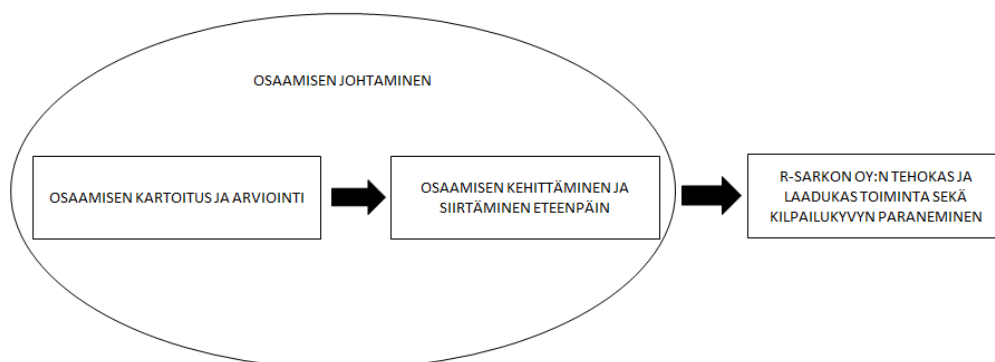 OSAAMISEN JOHTAMINEN
OSAAMISEN KARTOITUS JA ARVIOINTI
OSAAMISEN KEHITTÄMINEN JA
SIIRTÄMINEN ETEENPÄIN
R-SARKON OY:N TEHOKAS JA
LAADUKAS TOIMINTA SEKÄ
KILPAILUKYVYN PARANEMINEN